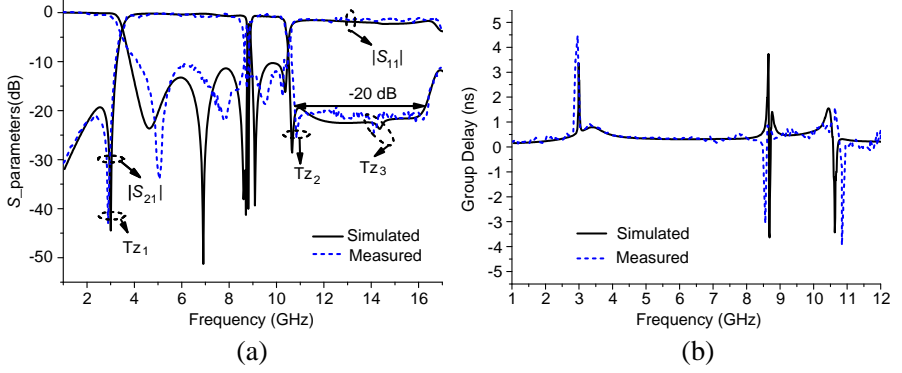 0
-10
-20
-30
-40
-50
S_parameters(dB)
2 4 6 8 10 12 14 16
Frequency (GHz)
|S11|
-20 dB
Tz2
Tz3
|S21|
Tz1
Simulated
Measured
(a)
5
4
3
2
1
0
-1
-2
-3
-4
-5
Group Delay (ns)
1 2 3 4 5 6 7 8 9 10 11 12
Frequency (GHz)
Simulated
Measured
(b)